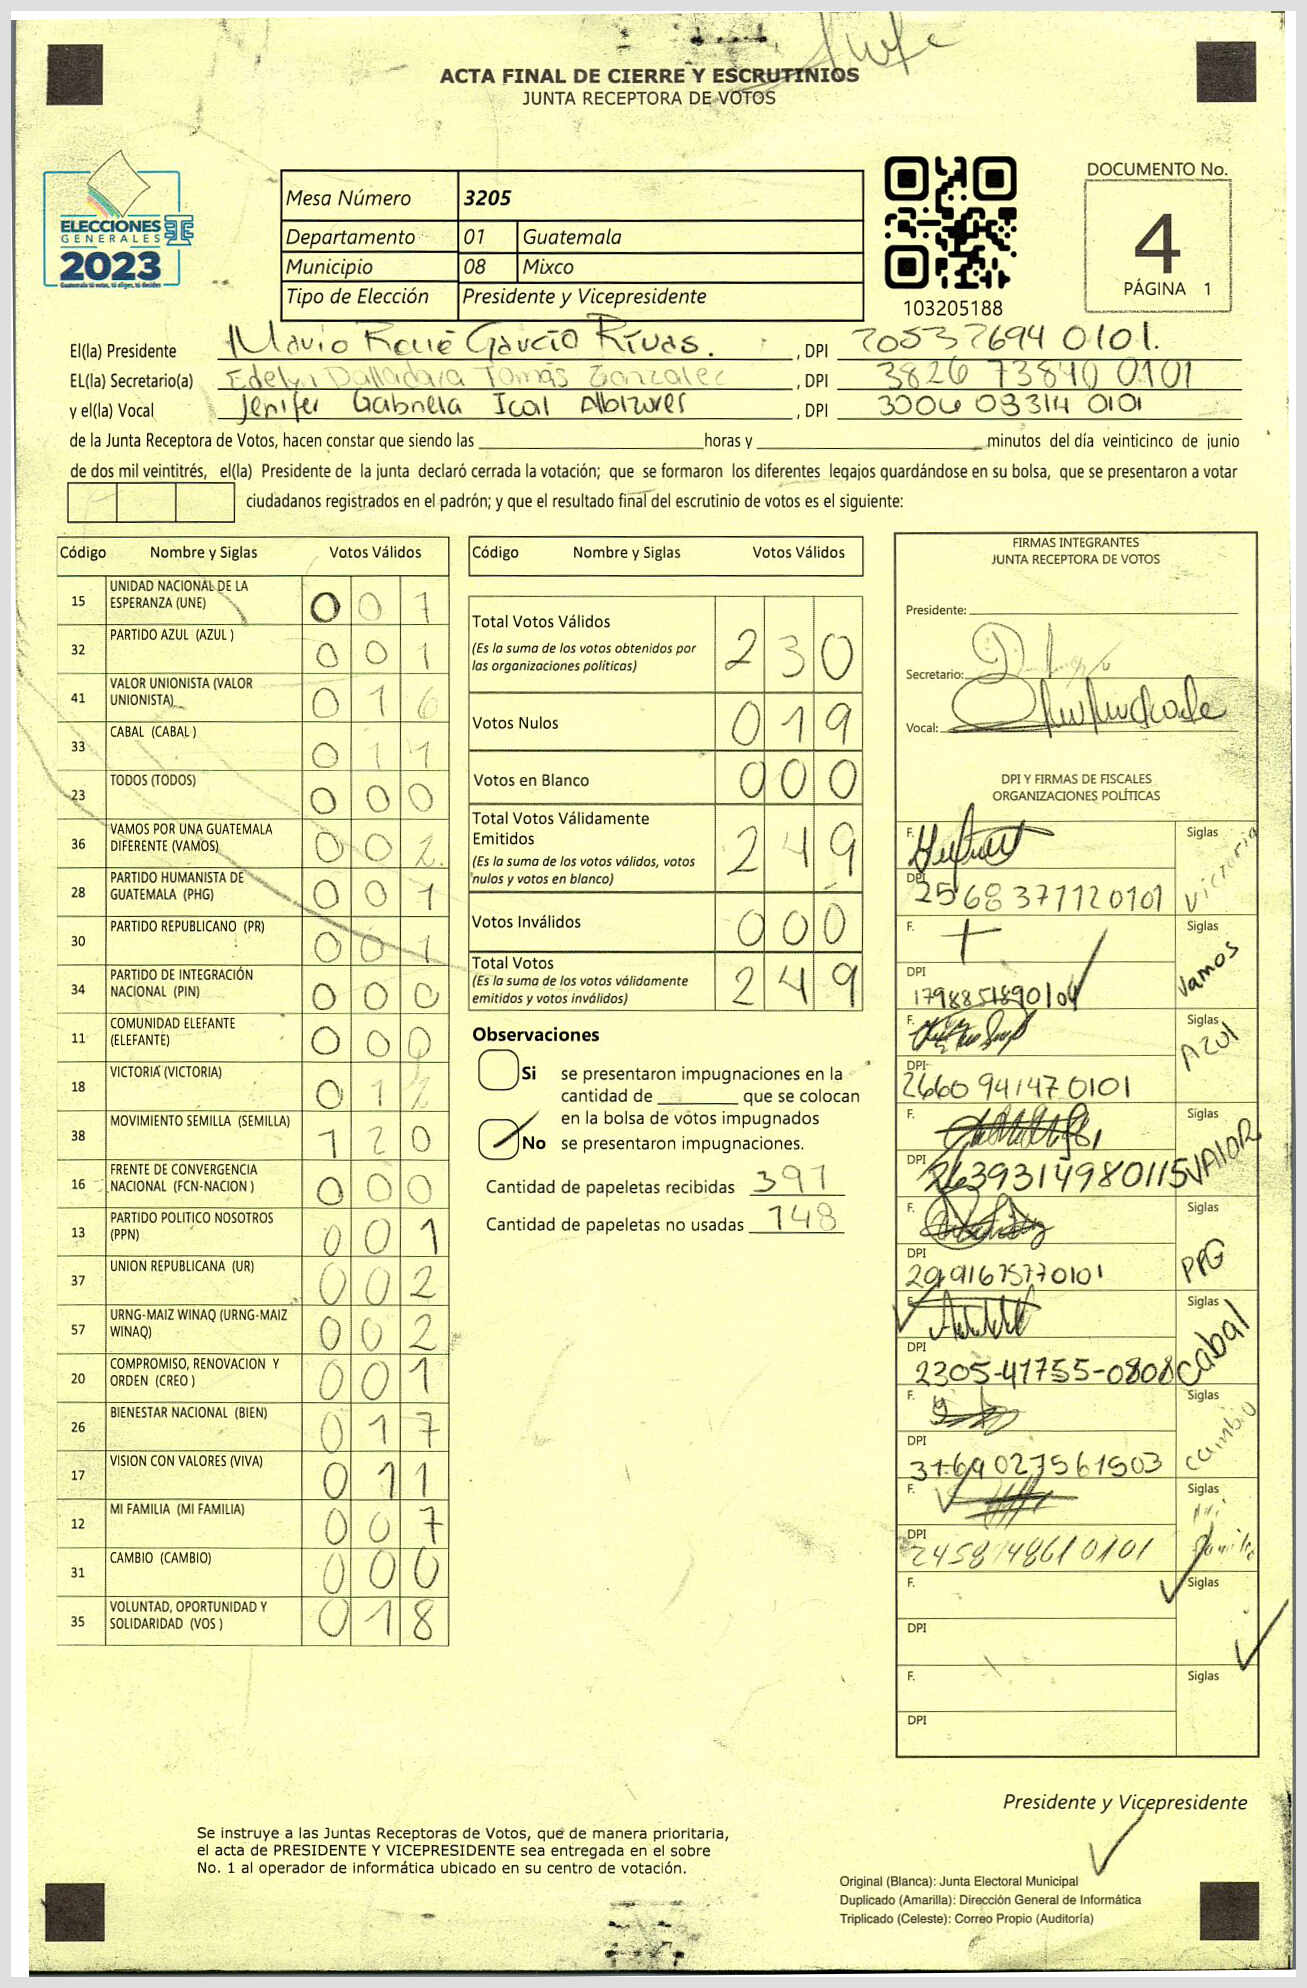 ACTA FINAL DE CIERRE Y ESCRUTINIOS
JUNTA RECEPTORA DE VOTOS
ELECCIONES
GENERALES
2023
Guatemala tú votas, tú eliges, tú decides
Mesa Número 3205
Departamento 01 Guatemala
Municipio 08 Mixco
Tipo de Elección Presidente y Vicepresidente
103205188
DOCUMENTO No.
4
PÁGINA 1
El(la) Presidente Mario René García Rivas. , DPI 20537694 0101.
EL(la) Secretario(a) Edelyn Dalladara Tomás Gonzalez , DPI 3826 73840 0101
y el(la) Vocal Jenifer Gabriela Ical Albizures , DPI 3006 03314 0101
de la Junta Receptora de Votos, hacen constar que siendo las horas y minutos del día veinticinco de junio
de dos mil veintitrés, el(la) Presidente de la junta declaró cerrada la votación; que se formaron los diferentes legajos guardándose en su bolsa, que se presentaron a votar
ciudadanos registrados en el padrón; y que el resultado final del escrutinio de votos es el siguiente:
Código Nombre y Siglas Votos Válidos
15 UNIDAD NACIONAL DE LA ESPERANZA (UNE) 0 0 7
32 PARTIDO AZUL (AZUL ) 0 0 1
41 VALOR UNIONISTA (VALOR UNIONISTA) 0 1 6
33 CABAL (CABAL ) 0 1 1
23 TODOS (TODOS) 0 0 0
36 VAMOS POR UNA GUATEMALA DIFERENTE (VAMOS) 0 0 2
28 PARTIDO HUMANISTA DE GUATEMALA (PHG) 0 0 1
30 PARTIDO REPUBLICANO (PR) 0 0 1
34 PARTIDO DE INTEGRACIÓN NACIONAL (PIN) 0 0 0
11 COMUNIDAD ELEFANTE (ELEFANTE) 0 0 0
18 VICTORIA (VICTORIA) 0 1 2
38 MOVIMIENTO SEMILLA (SEMILLA) 1 2 0
16 FRENTE DE CONVERGENCIA NACIONAL (FCN-NACION ) 0 0 0
13 PARTIDO POLITICO NOSOTROS (PPN) 0 0 1
37 UNION REPUBLICANA (UR) 0 0 2
57 URNG-MAIZ WINAQ (URNG-MAIZ WINAQ) 0 0 2
20 COMPROMISO, RENOVACION Y ORDEN (CREO ) 0 0 1
26 BIENESTAR NACIONAL (BIEN) 0 1 7
17 VISION CON VALORES (VIVA) 0 1 1
12 MI FAMILIA (MI FAMILIA) 0 0 7
31 CAMBIO (CAMBIO) 0 0 0
35 VOLUNTAD, OPORTUNIDAD Y SOLIDARIDAD (VOS ) 0 1 8
Código Nombre y Siglas Votos Válidos
Total Votos Válidos 2 3 0
(Es la suma de los votos obtenidos por
las organizaciones políticas)
Votos Nulos 0 1 9
Votos en Blanco 0 0 0
Total Votos Válidamente
Emitidos 2 4 9
(Es la suma de los votos válidos, votos
nulos y votos en blanco)
Votos Inválidos 0 0 0
Total Votos 2 4 9
(Es la suma de los votos válidamente
emitidos y votos inválidos)
Observaciones
Si se presentaron impugnaciones en la
cantidad de que se colocan
en la bolsa de votos impugnados
No se presentaron impugnaciones.
Cantidad de papeletas recibidas 397
Cantidad de papeletas no usadas 148
FIRMAS INTEGRANTES
JUNTA RECEPTORA DE VOTOS
Presidente:
Secretario:
Vocal:
DPI Y FIRMAS DE FISCALES
ORGANIZACIONES POLÍTICAS
F. Siglas Victoria
DPI 2568 37712 0101
F. Siglas Vamos
DPI 1798851890104
F. Siglas AZUL
DPI 2660 94147 0101
F. Siglas VALOR
DPI 2639314980115
F. Siglas PPG
DPI 2991675770101
F. Siglas Cabal
DPI 2305-41755-0808
F. Siglas cambio
DPI 3769027561503
F. Siglas Mi Familia
DPI 2458748610101
F. Siglas
DPI
F. Siglas
DPI
Presidente y Vicepresidente
Se instruye a las Juntas Receptoras de Votos, que de manera prioritaria,
el acta de PRESIDENTE Y VICEPRESIDENTE sea entregada en el sobre
No. 1 al operador de informática ubicado en su centro de votación.
Original (Blanca): Junta Electoral Municipal
Duplicado (Amarilla): Dirección General de Informática
Triplicado (Celeste): Correo Propio (Auditoría)